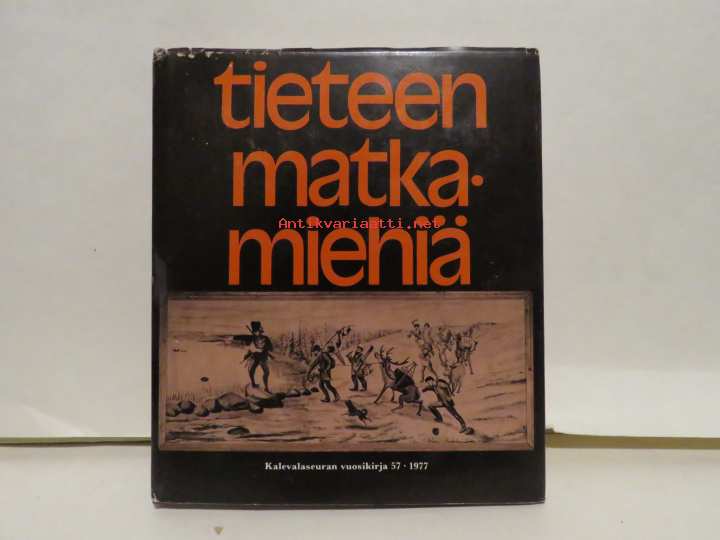 tieteen
matka-
Antikvariaatti.net
miehiä
Kalevalaseuran vuosikirja 57 · 1977